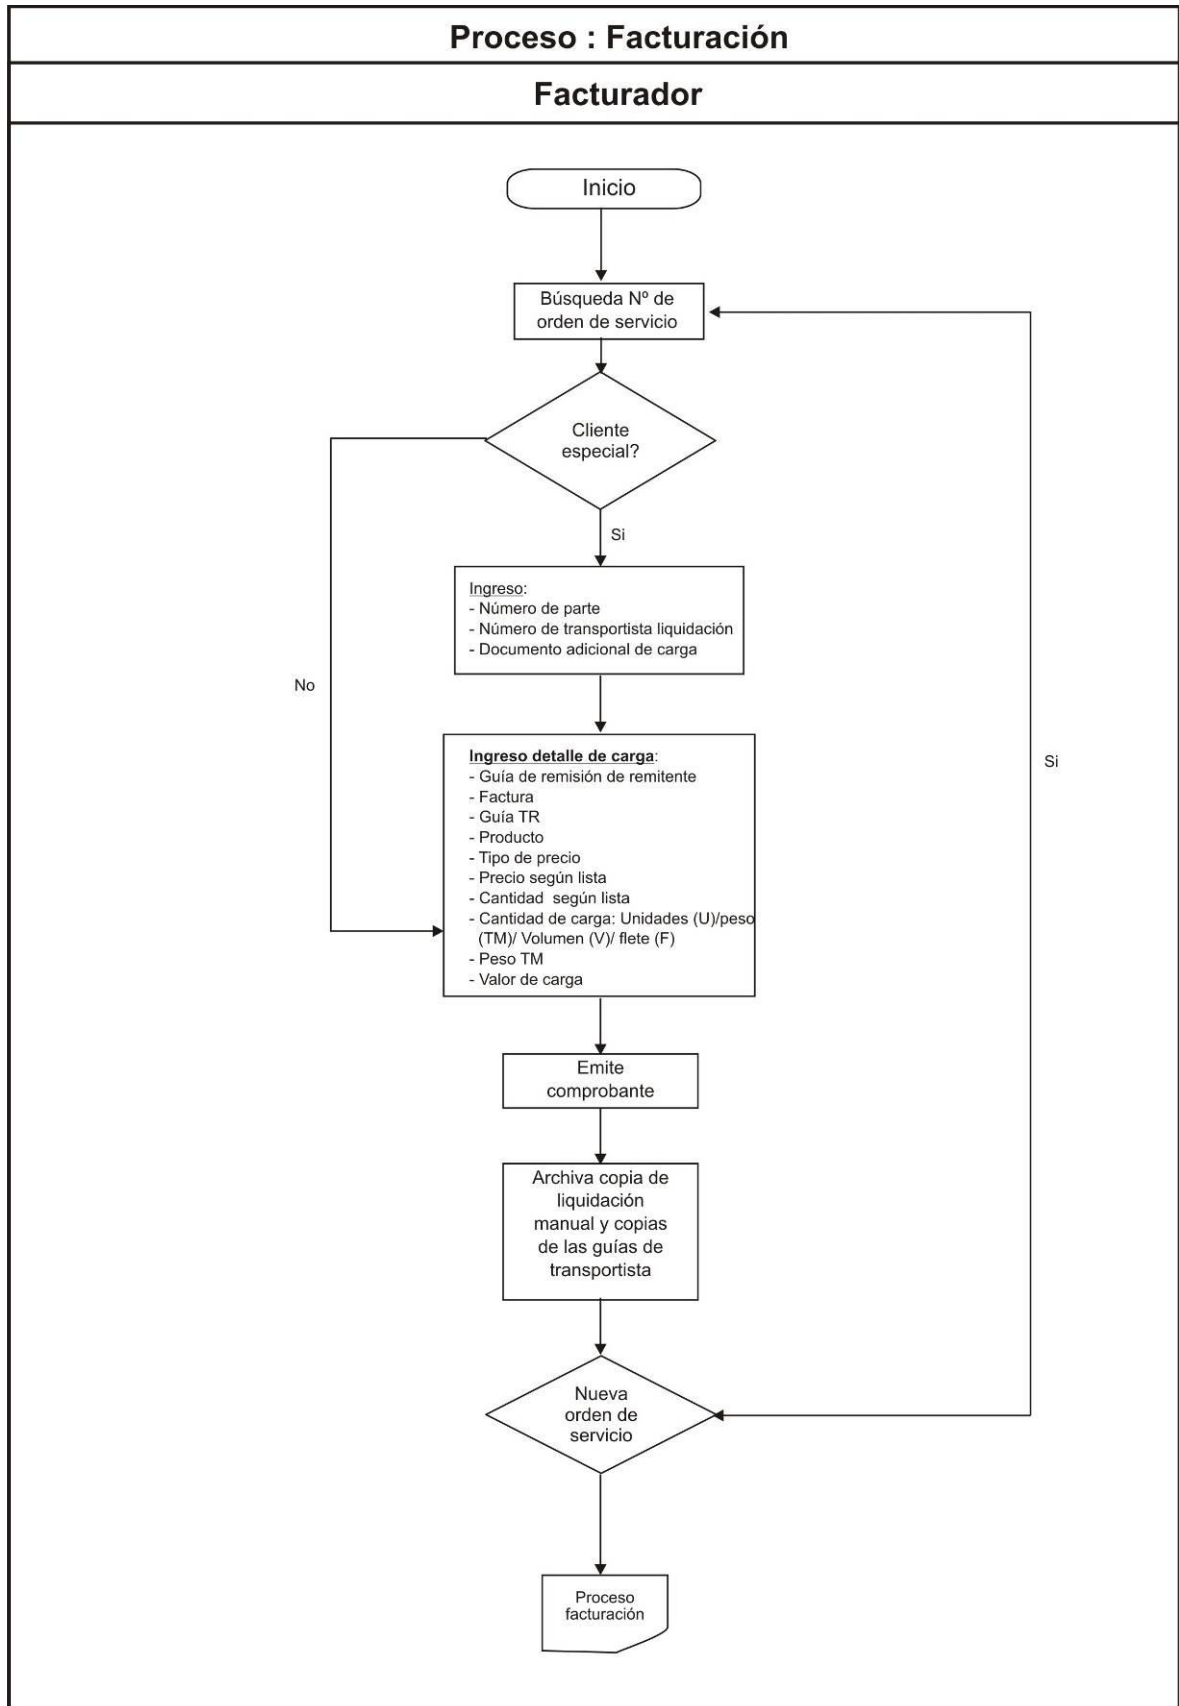 Proceso : Facturación
Facturador
Inicio
Búsqueda Nº de
orden de servicio
Cliente
especial?
Si
Ingreso:
- Número de parte
- Número de transportista liquidación
- Documento adicional de carga
No
Ingreso detalle de carga:
- Guía de remisión de remitente
- Factura
- Guía TR
- Producto
- Tipo de precio
- Precio según lista
- Cantidad según lista
- Cantidad de carga: Unidades (U)/peso
(TM)/ Volumen (V)/ flete (F)
- Peso TM
- Valor de carga
Si
Emite
comprobante
Archiva copia de
liquidación
manual y copias
de las guías de
transportista
Nueva
orden de
servicio
Proceso
facturación